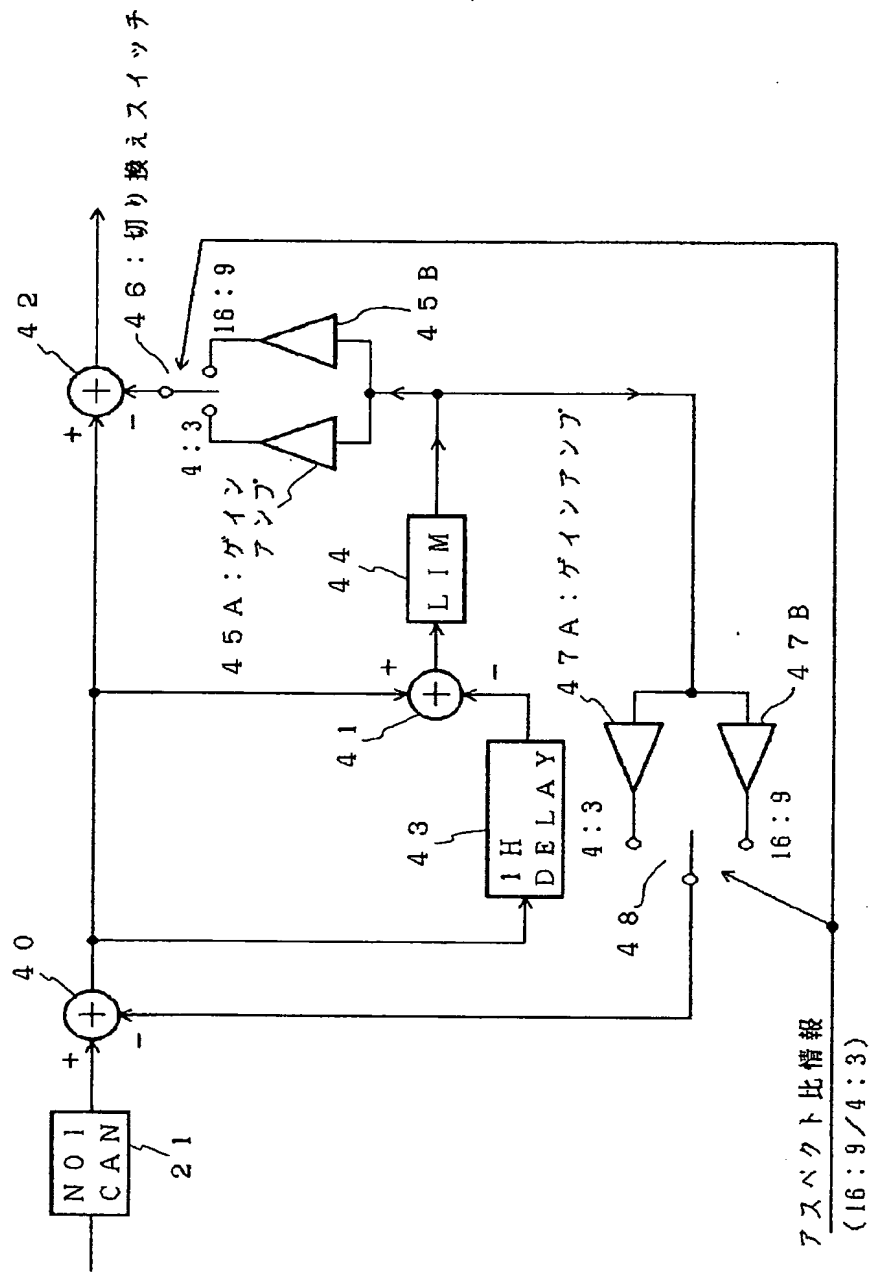 NOI
CAN
21
40
+
-
+
42
+
-
+
46:切り換えスイッチ
4:3
16:9
45A:ゲイン
アンプ
45B
41
+
-
+
44
LIM
43
1H
DELAY
47A:ゲインアンプ
47B
4:3
16:9
48
アスペクト比情報
(16:9/4:3)